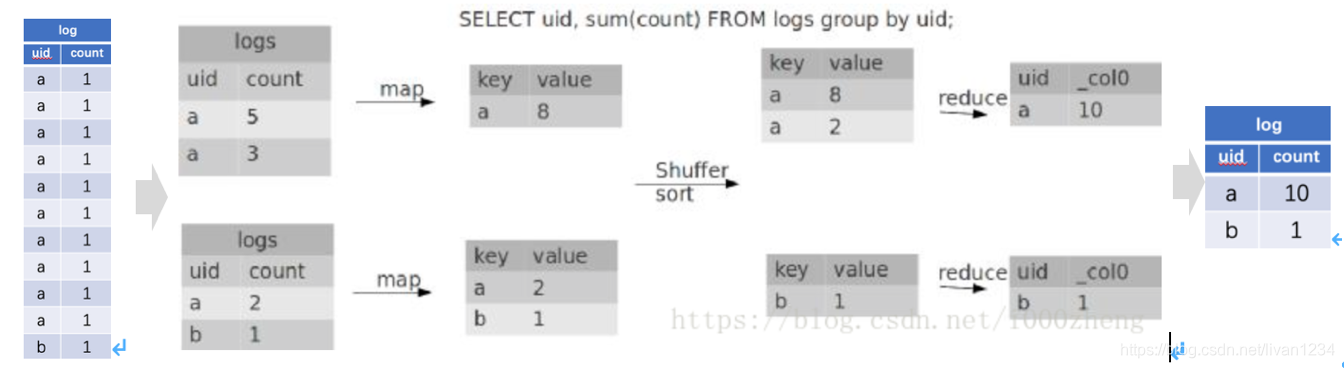 SELECT uid, sum(count) FROM logs group by uid;
log
uid count
a 1
a 1
a 1
a 1
a 1
a 1
a 1
a 1
a 1
a 1
b 1
logs
uid count
a 5
a 3
map
key value
a 8
logs
uid count
a 2
b 1
map
key value
a 2
b 1
Shuffer
sort
key value
a 8
a 2
reduce
uid _col0
a 10
key value
b 1
reduce
uid _col0
b 1
log
uid count
a 10
b 1
https://blog.csdn.net/f000zheng
https://blog.csdn.net/livan1234